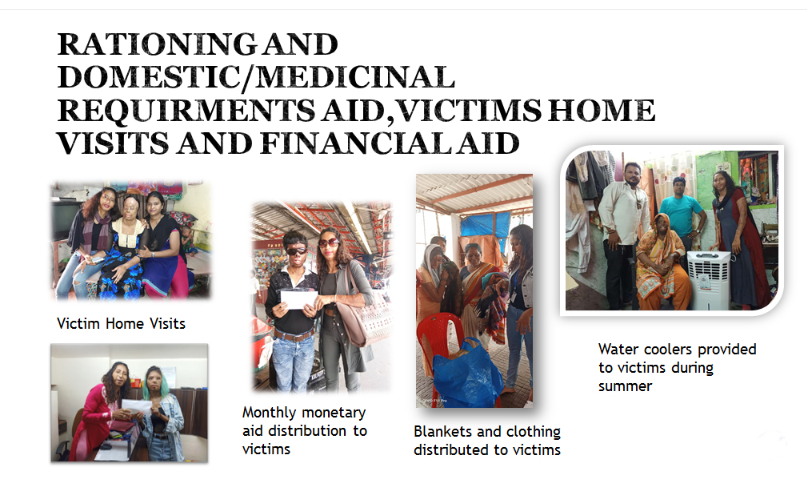 RATIONING AND
DOMESTIC/MEDICINAL
REQUIRMENTS AID,VICTIMS HOME
VISITS AND FINANCIAL AID
Victim Home Visits
Monthly monetary
aid distribution to
victims
Blankets and clothing
distributed to victims
Water coolers provided
to victims during
summer